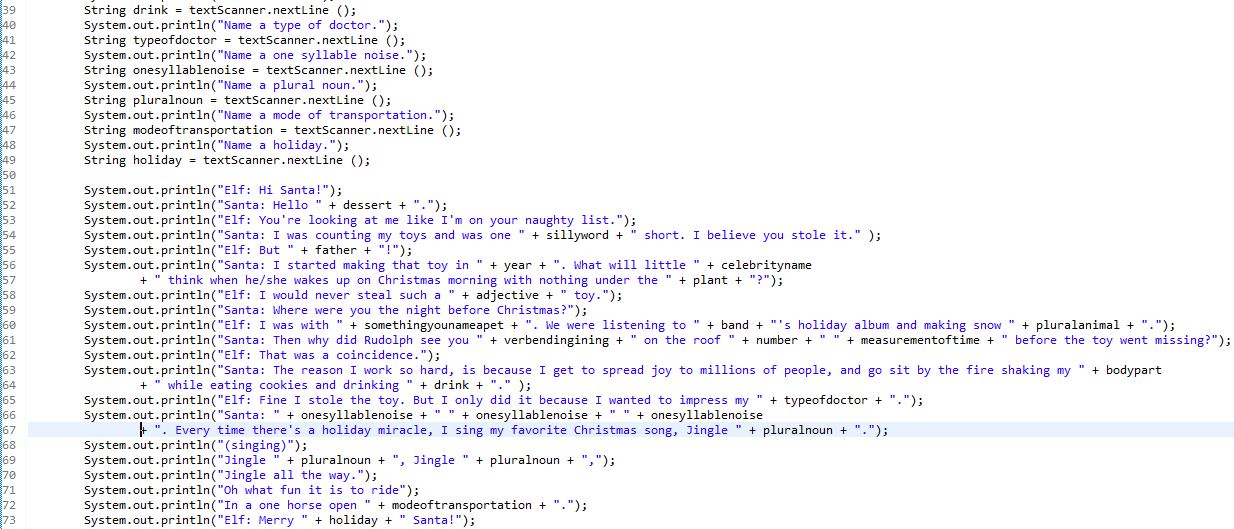 39 String drink = textScanner.nextLine ();
40 System.out.println("Name a type of doctor.");
41 String typeofdoctor = textScanner.nextLine ();
42 System.out.println("Name a one syllable noise.");
43 String onesyllablenoise = textScanner.nextLine ();
44 System.out.println("Name a plural noun.");
45 String pluralnoun = textScanner.nextLine ();
46 System.out.println("Name a mode of transportation.");
47 String modeoftransportation = textScanner.nextLine ();
48 System.out.println("Name a holiday.");
49 String holiday = textScanner.nextLine ();
50
51 System.out.println("Elf: Hi Santa!");
52 System.out.println("Santa: Hello " + dessert + ".");
53 System.out.println("Elf: You're looking at me like I'm on your naughty list.");
54 System.out.println("Santa: I was counting my toys and was one " + sillyword + " short. I believe you stole it." );
55 System.out.println("Elf: But " + father + "!");
56 System.out.println("Santa: I started making that toy in " + year + ". What will little " + celebrityname
57 + " think when he/she wakes up on Christmas morning with nothing under the " + plant + "?");
58 System.out.println("Elf: I would never steal such a " + adjective + " toy.");
59 System.out.println("Santa: Where were you the night before Christmas?");
60 System.out.println("Elf: I was with " + somethingyounameapet + ". We were listening to " + band + "'s holiday album and making snow " + pluralanimal + ".");
61 System.out.println("Santa: Then why did Rudolph see you " + verbendingining + " on the roof " + number + " " + measurementoftime + " before the toy went missing?");
62 System.out.println("Elf: That was a coincidence.");
63 System.out.println("Santa: The reason I work so hard, is because I get to spread joy to millions of people, and go sit by the fire shaking my " + bodypart
64 + " while eating cookies and drinking " + drink + "." );
65 System.out.println("Elf: Fine I stole the toy. But I only did it because I wanted to impress my " + typeofdoctor + ".");
66 System.out.println("Santa: " + onesyllablenoise + " " + onesyllablenoise + " " + onesyllablenoise
67 + ". Every time there's a holiday miracle, I sing my favorite Christmas song, Jingle " + pluralnoun + ".");
68 System.out.println("(singing)");
69 System.out.println("Jingle " + pluralnoun + ", Jingle " + pluralnoun + ",");
70 System.out.println("Jingle all the way.");
71 System.out.println("Oh what fun it is to ride");
72 System.out.println("In a one horse open " + modeoftransportation + ".");
73 System.out.println("Elf: Merry " + holiday + " Santa!");